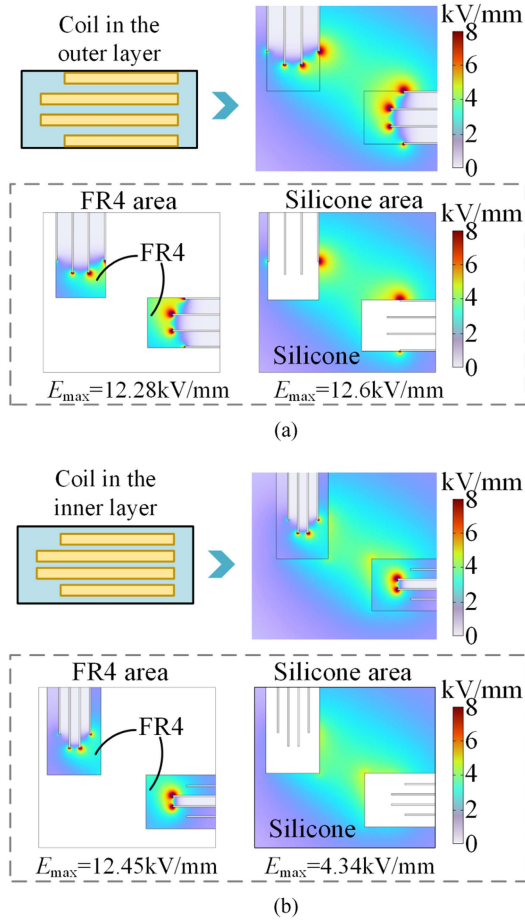 Coil in the
outer layer
kV/mm
8
6
4
2
0
FR4 area
Silicone area
kV/mm
FR4
8
6
4
2
0
Silicone
Emax=12.28kV/mm
Emax=12.6kV/mm
(a)
Coil in the
inner layer
kV/mm
8
6
4
2
0
FR4 area
Silicone area
kV/mm
FR4
8
6
4
2
0
Silicone
Emax=12.45kV/mm
Emax=4.34kV/mm
(b)